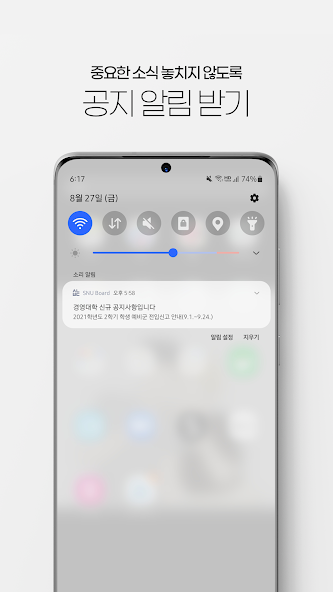 중요한 소식 놓치지 않도록
공지 알림 받기
6:17
74%
8월 27일 (금)
소리 알림
SNU Board 오후 5:58
경영대학 신규 공지사항입니다
2021학년도 2학기 학생 예비군 전입신고 안내(9.1.~9.24.)
알림 설정 지우기